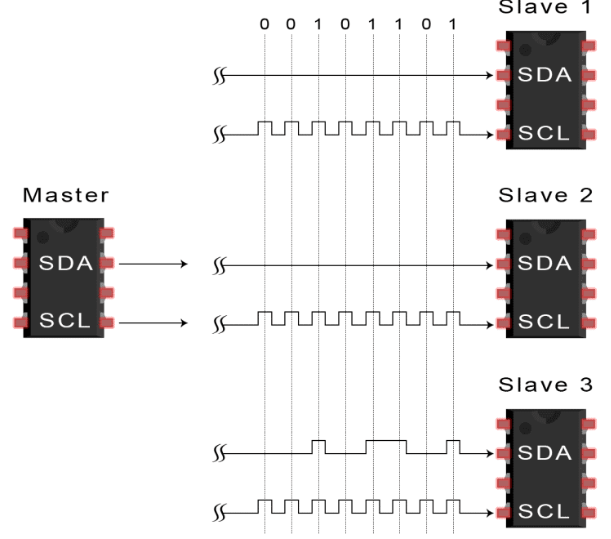 Slave 1
0 0 1 0 1 1 0 1
SDA
SCL
Master
SDA
SCL
Slave 2
SDA
SCL
Slave 3
SDA
SCL